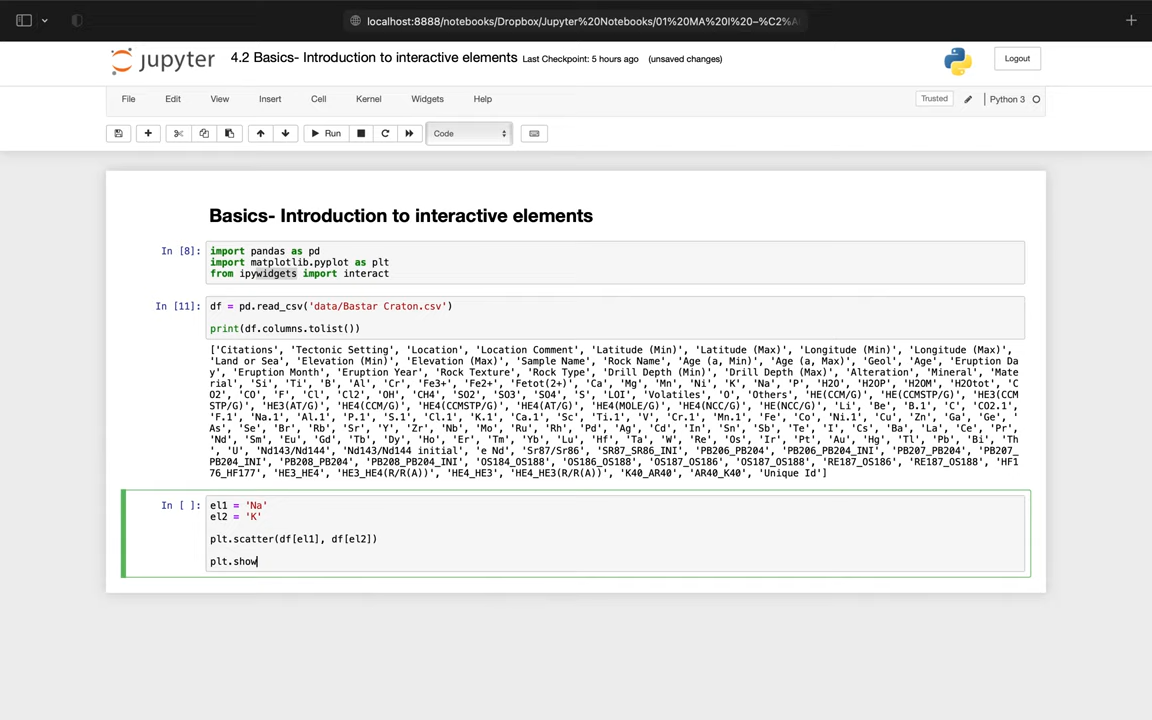 localhost:8888/notebooks/Dropbox/Jupyter%20Notebooks/01%20MA%20I%20–%C2%A
jupyter 4.2 Basics- Introduction to interactive elements Last Checkpoint: 5 hours ago (unsaved changes) Logout
File Edit View Insert Cell Kernel Widgets Help Trusted Python 3
Run Code
Basics- Introduction to interactive elements
In [8]: import pandas as pd
import matplotlib.pyplot as plt
from ipywidgets import interact
In [11]: df = pd.read_csv('data/Bastar Craton.csv')
print(df.columns.tolist())
['Citations', 'Tectonic Setting', 'Location', 'Location Comment', 'Latitude (Min)', 'Latitude (Max)', 'Longitude (Min)', 'Longitude (Max)',
'Land or Sea', 'Elevation (Min)', 'Elevation (Max)', 'Sample Name', 'Rock Name', 'Age (a, Min)', 'Age (a, Max)', 'Geol', 'Age', 'Eruption Da
y', 'Eruption Month', 'Eruption Year', 'Rock Texture', 'Rock Type', 'Drill Depth (Min)', 'Drill Depth (Max)', 'Alteration', 'Mineral', 'Mate
rial', 'Si', 'Ti', 'B', 'Al', 'Cr', 'Fe3+', 'Fe2+', 'Fetot(2+)', 'Ca', 'Mg', 'Mn', 'Ni', 'K', 'Na', 'P', 'H2O', 'H2OP', 'H2OM', 'H2Otot', 'C
O2', 'CO', 'F', 'Cl', 'Cl2', 'OH', 'CH4', 'SO2', 'SO3', 'SO4', 'S', 'LOI', 'Volatiles', 'O', 'Others', 'HE(CM/G)', 'HE(CCMSTP/G)', 'HE3(CCM
STP/G)', 'HE3(AT/G)', 'HE4(CCM/G)', 'HE4(CCMSTP/G)', 'HE4(AT/G)', 'HE4(MOLE/G)', 'HE4(NCC/G)', 'HE(NCC/G)', 'Li', 'Be', 'B.1', 'C', 'CO2.1',
'F.1', 'Na.1', 'Al.1', 'P.1', 'S.1', 'Cl.1', 'K.1', 'Ca.1', 'Sc', 'Ti.1', 'V', 'Cr.1', 'Mn.1', 'Fe', 'Co', 'Ni.1', 'Cu', 'Zn', 'Ga', 'Ge', '
As', 'Se', 'Br', 'Rb', 'Sr', 'Y', 'Zr', 'Nb', 'Mo', 'Ru', 'Rh', 'Pd', 'Ag', 'Cd', 'In', 'Sn', 'Sb', 'Te', 'I', 'Cs', 'Ba', 'La', 'Ce', 'Pr',
'Nd', 'Sm', 'Eu', 'Gd', 'Tb', 'Dy', 'Ho', 'Er', 'Tm', 'Yb', 'Lu', 'Hf', 'Ta', 'W', 'Re', 'Os', 'Ir', 'Pt', 'Au', 'Hg', 'Tl', 'Pb', 'Bi', 'Th
', 'U', 'Nd143/Nd144', 'Nd143/Nd144 initial', 'e Nd', 'Sr87/Sr86', 'SR87_SR86_INI', 'PB206_PB204', 'PB206_PB204_INI', 'PB207_PB204', 'PB207_
PB204_INI', 'PB208_PB204', 'PB208_PB204_INI', 'OS184_OS188', 'OS186_OS188', 'OS187_OS186', 'OS187_OS188', 'RE187_OS186', 'RE187_OS188', 'HF1
76_HF177', 'HE3_HE4', 'HE3_HE4(R/R(A))', 'HE4_HE3', 'HE4_HE3(R/R(A))', 'K40_AR40', 'AR40_K40', 'Unique Id']
In [ ]: el1 = 'Na'
el2 = 'K'
plt.scatter(df[el1], df[el2])
plt.show